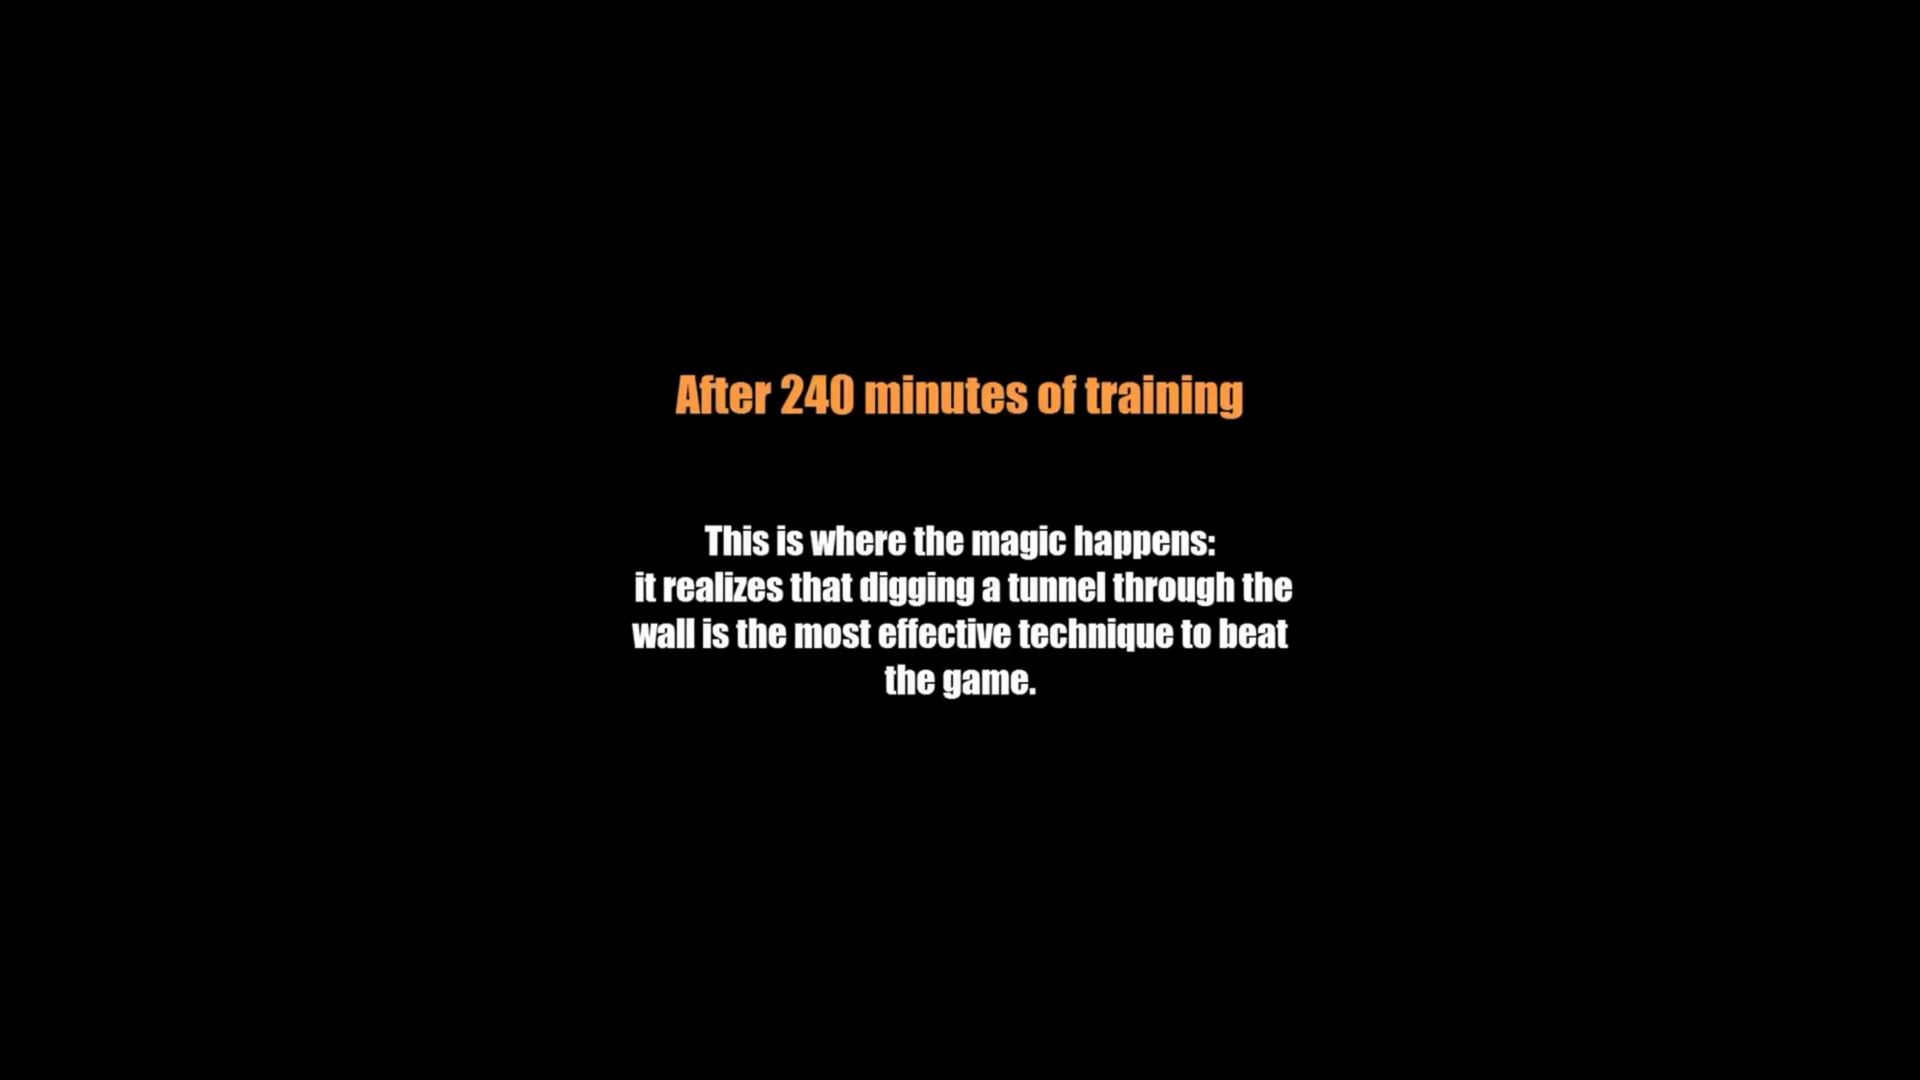 After 240 minutes of training
This is where the magic happens:
it realizes that digging a tunnel through the
wall is the most effective technique to beat
the game.